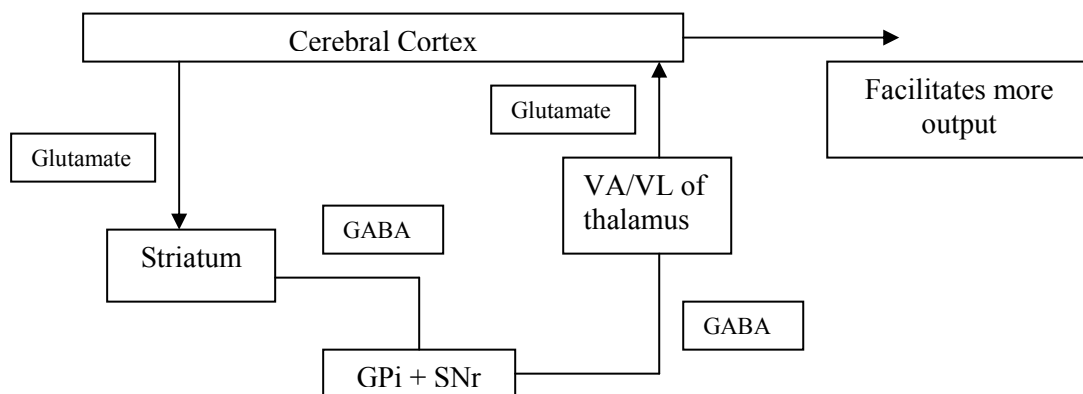 Cerebral Cortex
Facilitates more
output
Glutamate
Glutamate
VA/VL of
thalamus
GABA
Striatum
GABA
GPi + SNr